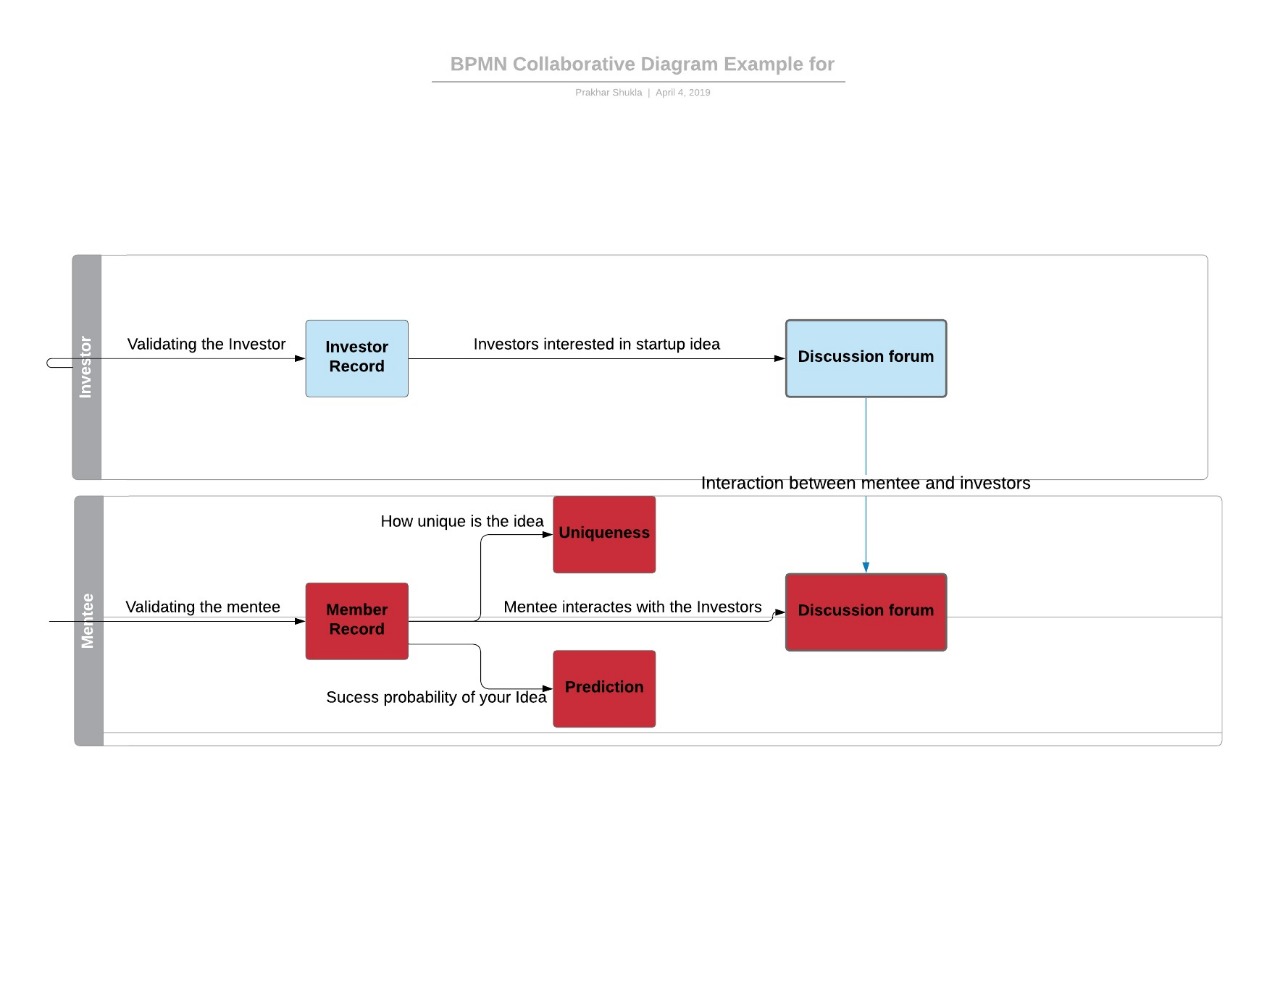 BPMN Collaborative Diagram Example for
Prakhar Shukla | April 4, 2019
Investor
Validating the Investor
Investor
Record
Investors interested in startup idea
Discussion forum
Interaction between mentee and investors
Mentee
How unique is the idea
Uniqueness
Validating the mentee
Member
Record
Mentee interactes with the Investors
Discussion forum
Sucess probability of your Idea
Prediction